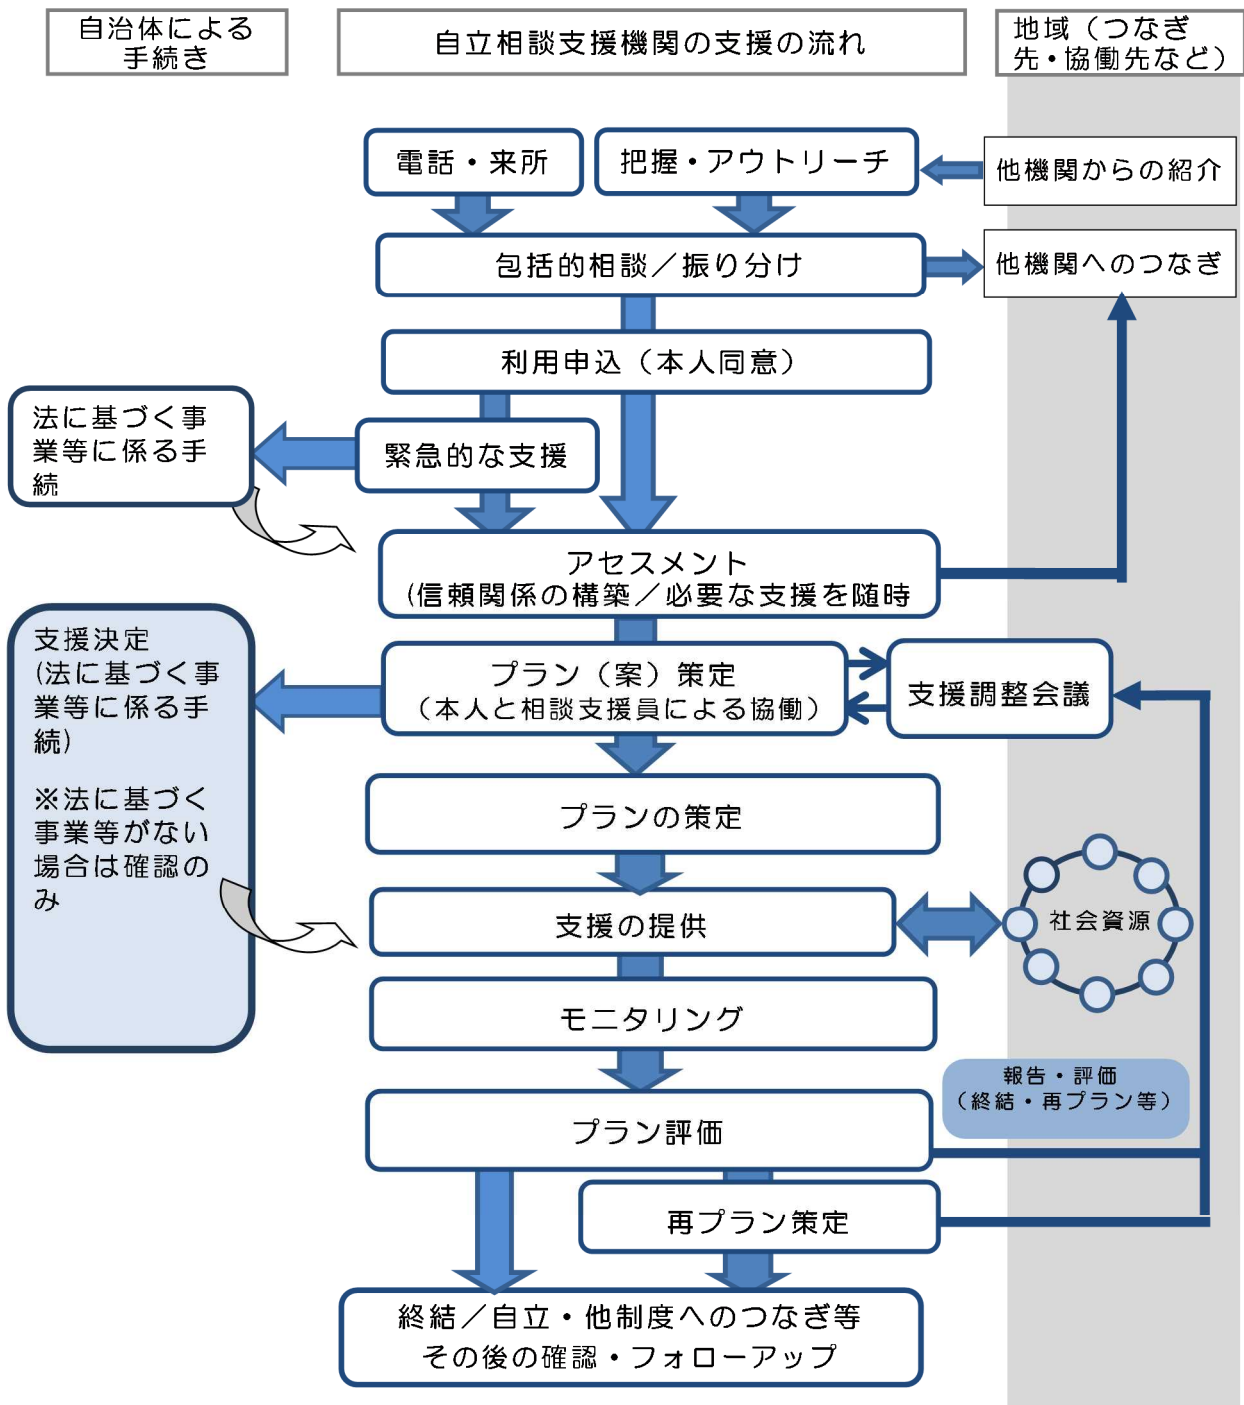 自治体による
手続き
自立相談支援機関の支援の流れ
地域（つなぎ
先・協働先など）
電話・来所
把握・アウトリーチ
他機関からの紹介
包括的相談／振り分け
他機関へのつなぎ
利用申込（本人同意）
法に基づく事
業等に係る手
続
緊急的な支援
アセスメント
(信頼関係の構築／必要な支援を随時
支援決定
(法に基づく事
業等に係る手
続)
※法に基づく
事業等がない
場合は確認の
み
プラン（案）策定
（本人と相談支援員による協働）
支援調整会議
プランの策定
支援の提供
社会資源
モニタリング
報告・評価
（終結・再プラン等）
プラン評価
再プラン策定
終結／自立・他制度へのつなぎ等
その後の確認・フォローアップ